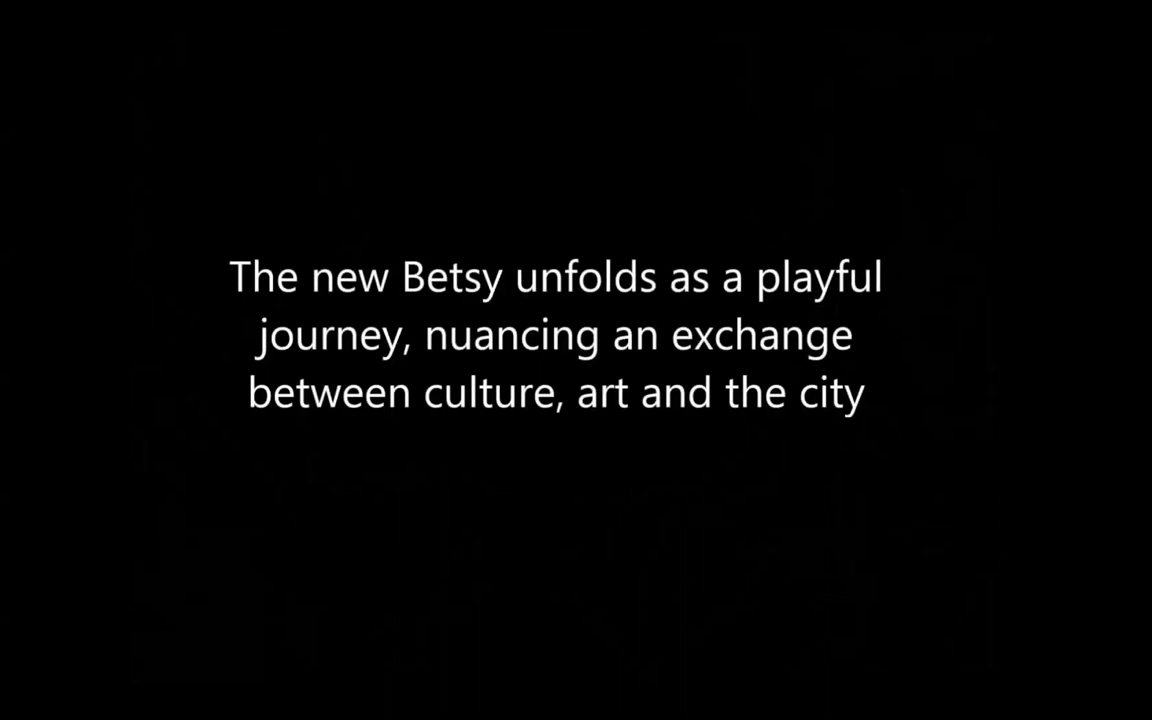 The new Betsy unfolds as a playful
journey, nuancing an exchange
between culture, art and the city